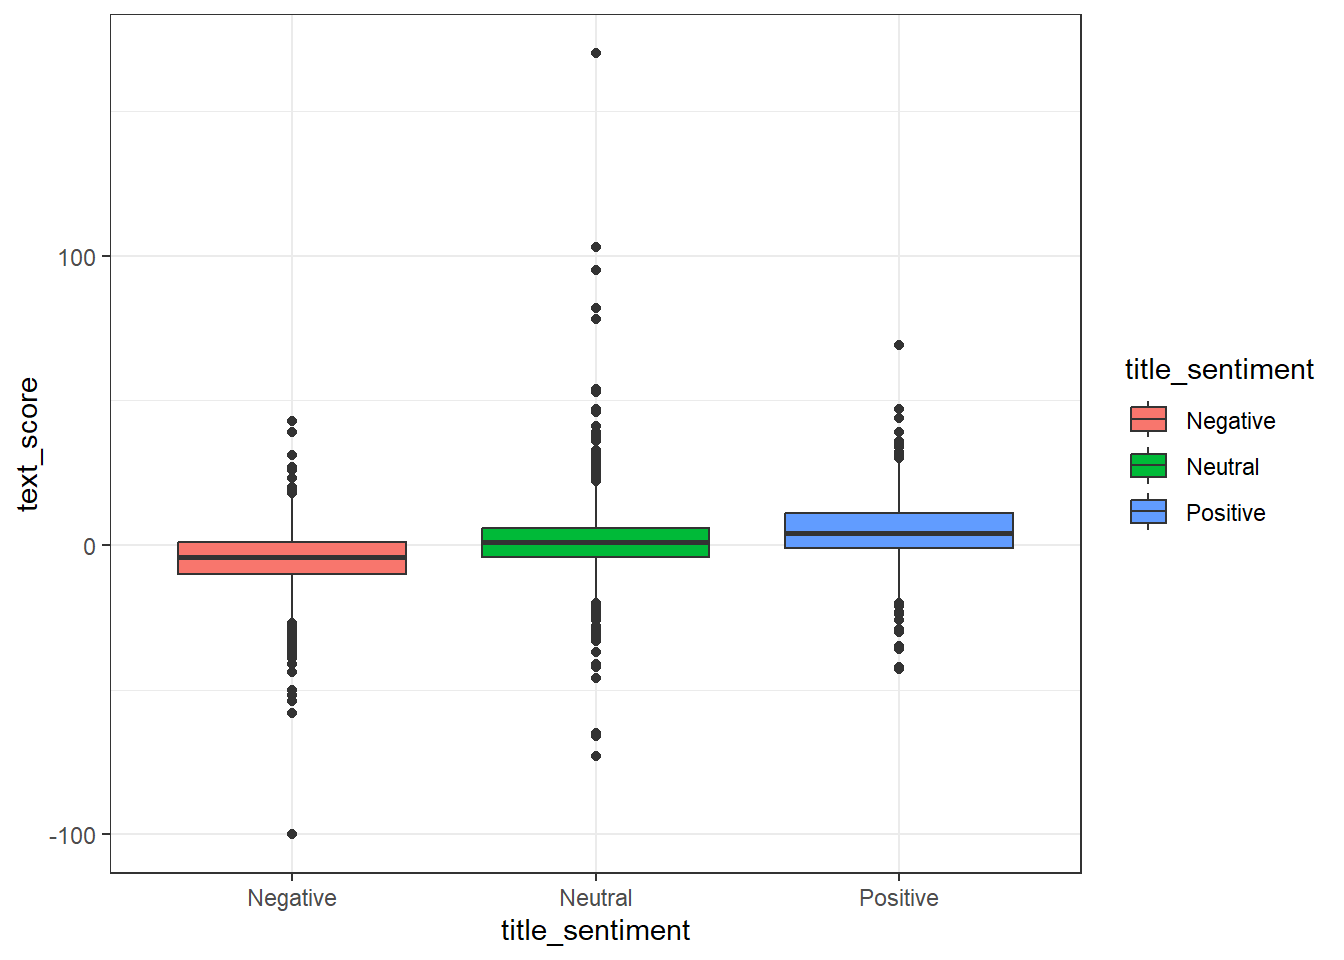 text_score
100
0
-100
Negative
Neutral
Positive
title_sentiment
title_sentiment
Negative
Neutral
Positive